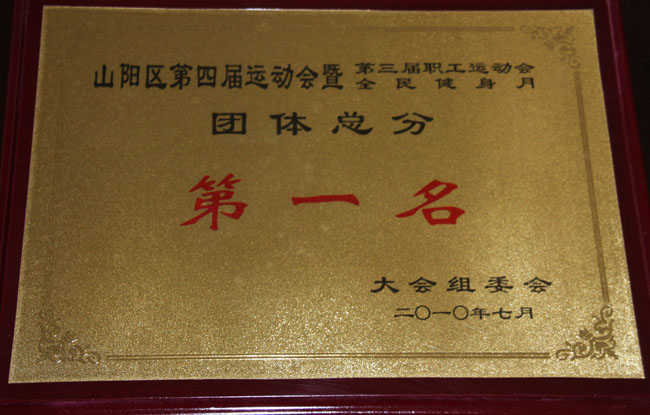 山阳区第四届运动会暨第三届职工运动会
全民健身月
团体总分
第一名
大会组委会
二〇一〇年七月